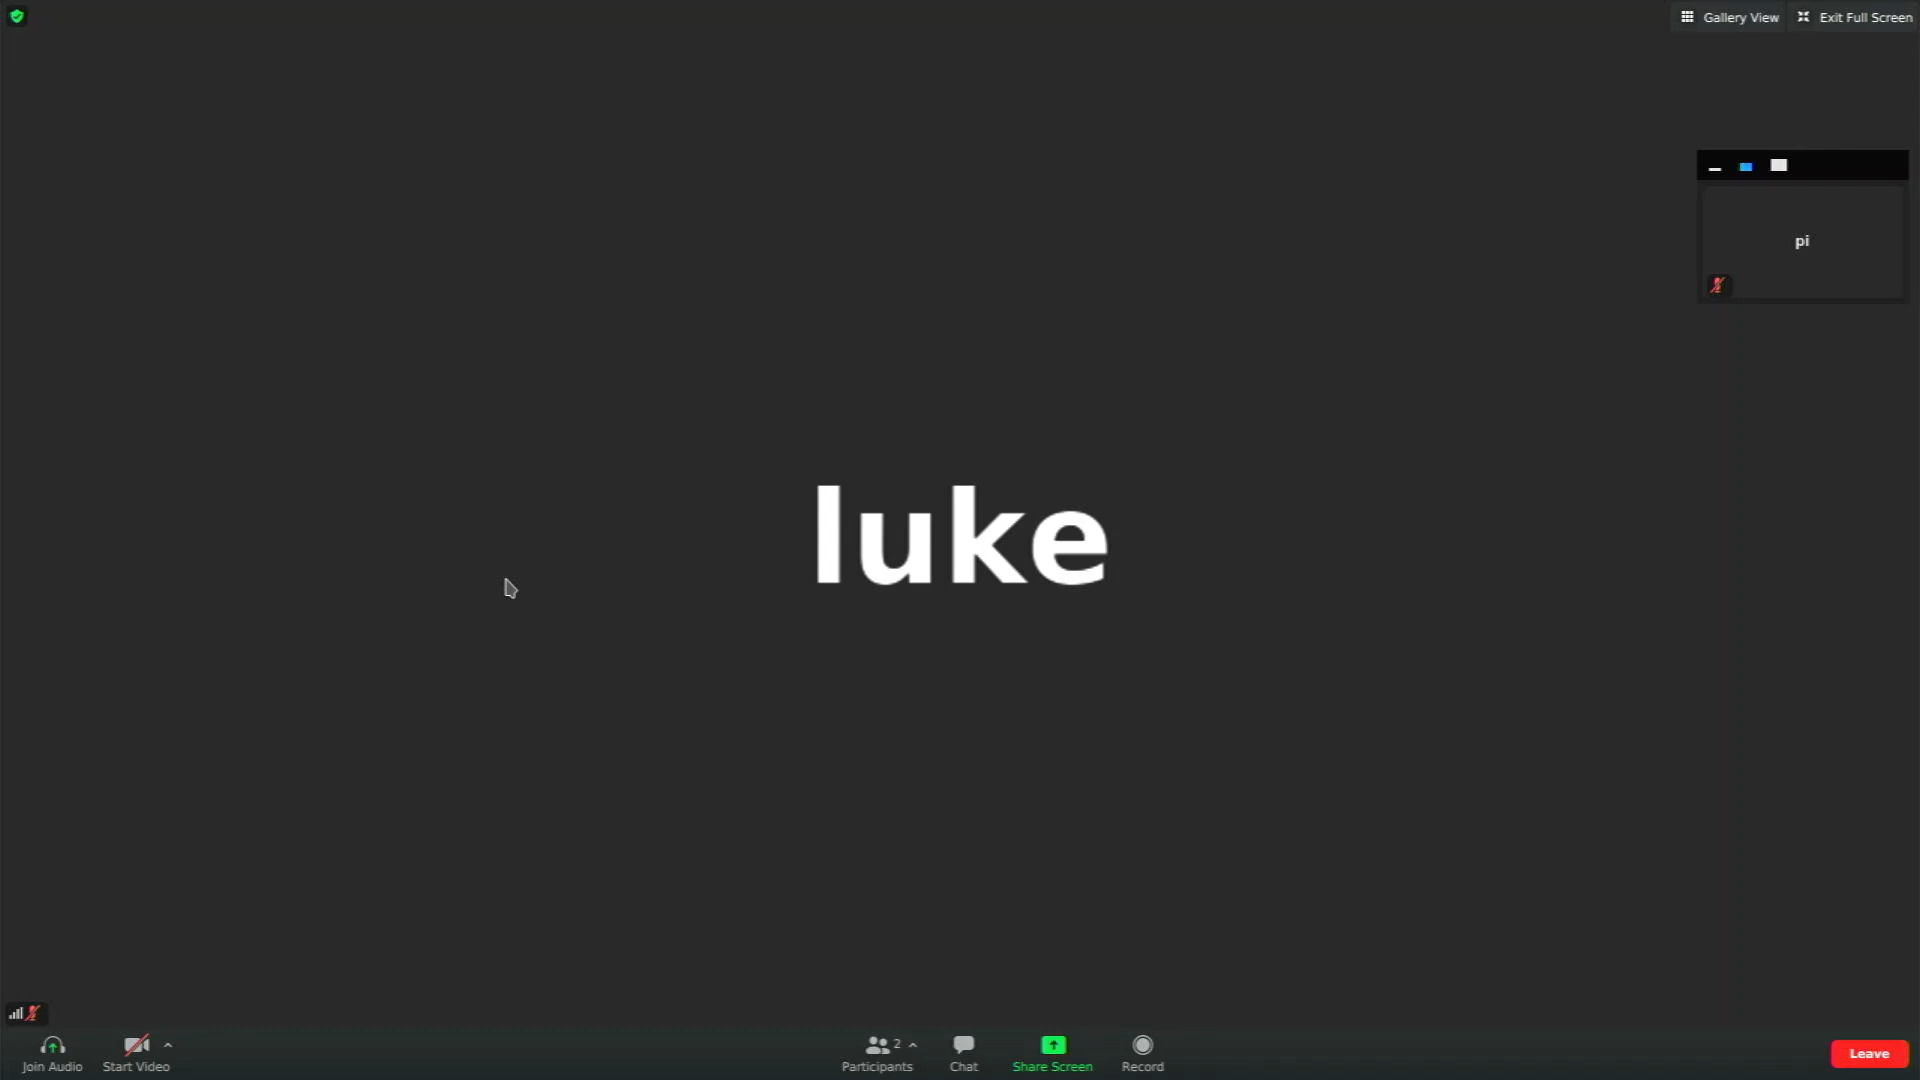 Gallery View
Exit Full Screen
pi
luke
Join Audio
Start Video
2
Participants
Chat
Share Screen
Record
Leave